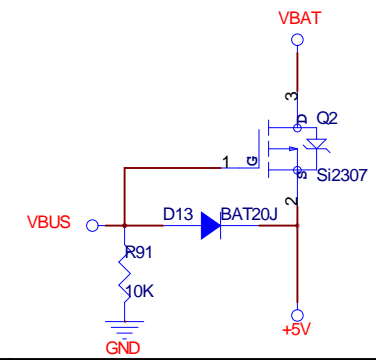 VBAT
3
D
Q2
1
G
S
Si2307
2
D13
BAT20J
VBUS
R91
10K
+5V
GND